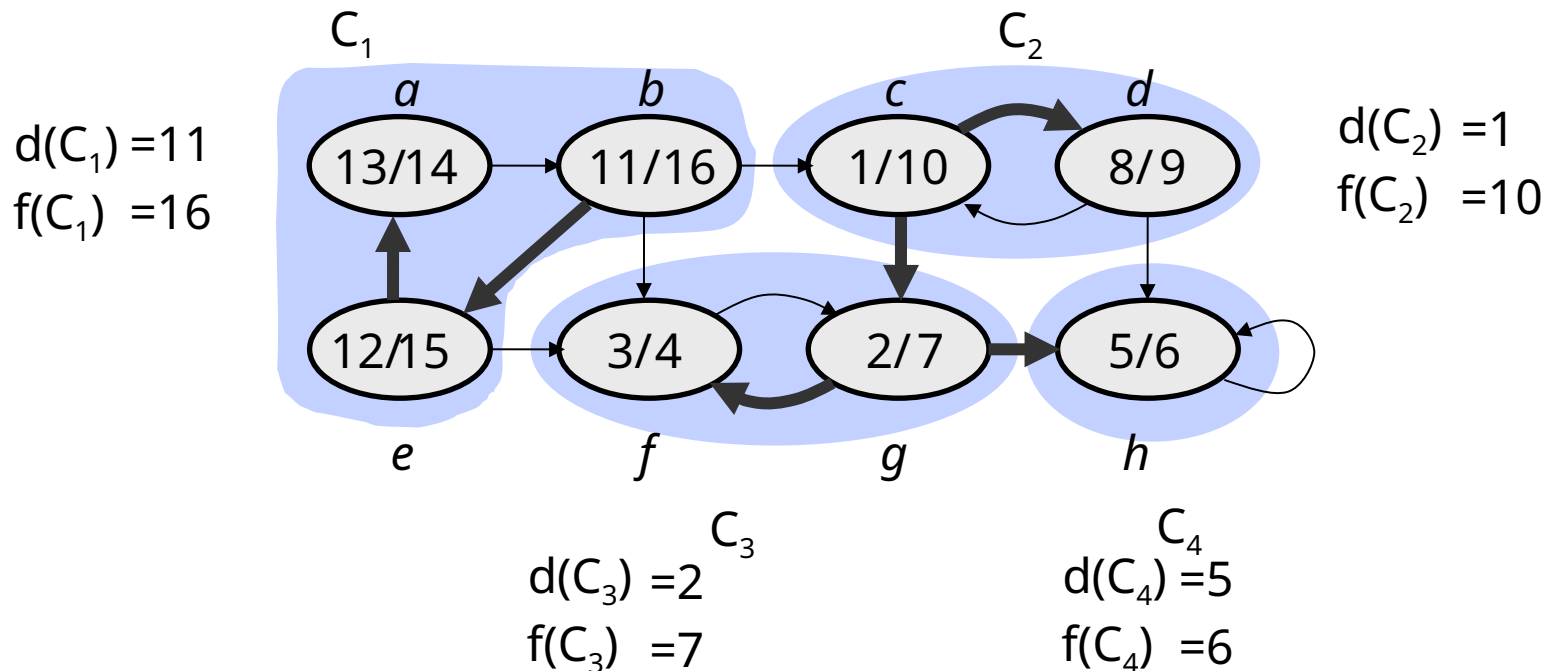 C₁ C₂
a b c d
d(C₁) =11 13/14 11/16 1/10 8/9 d(C₂) =1
f(C₁) =16 f(C₂) =10
12/15 3/4 2/7 5/6
e f g h
C₃ C₄
d(C₃) =2 d(C₄) =5
f(C₃) =7 f(C₄) =6